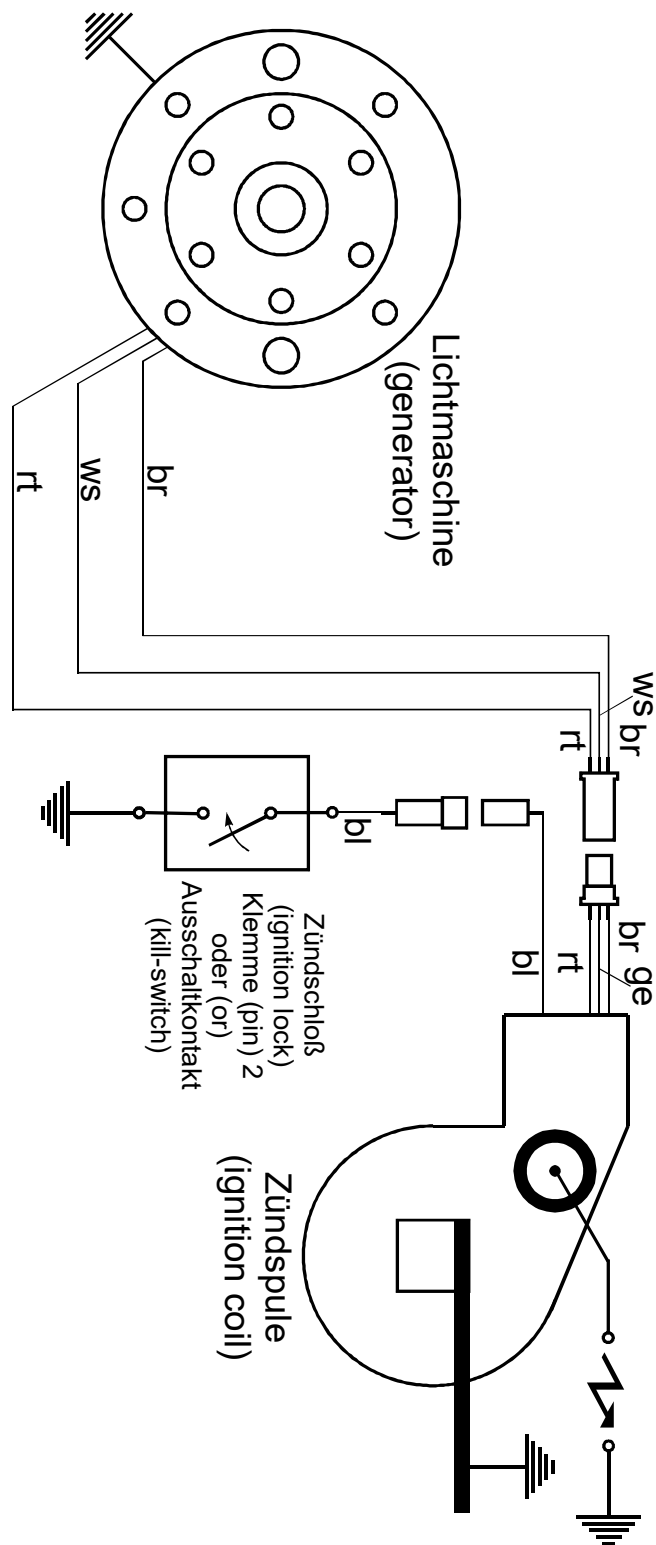 Lichtmaschine
(generator)
br
ws
rt
ws
br
rt
bl
Zündschloß
(ignition lock)
Klemme (pin) 2
oder (or)
Ausschaltkontakt
(kill-switch)
br ge
rt
bl
Zündspule
(ignition coil)